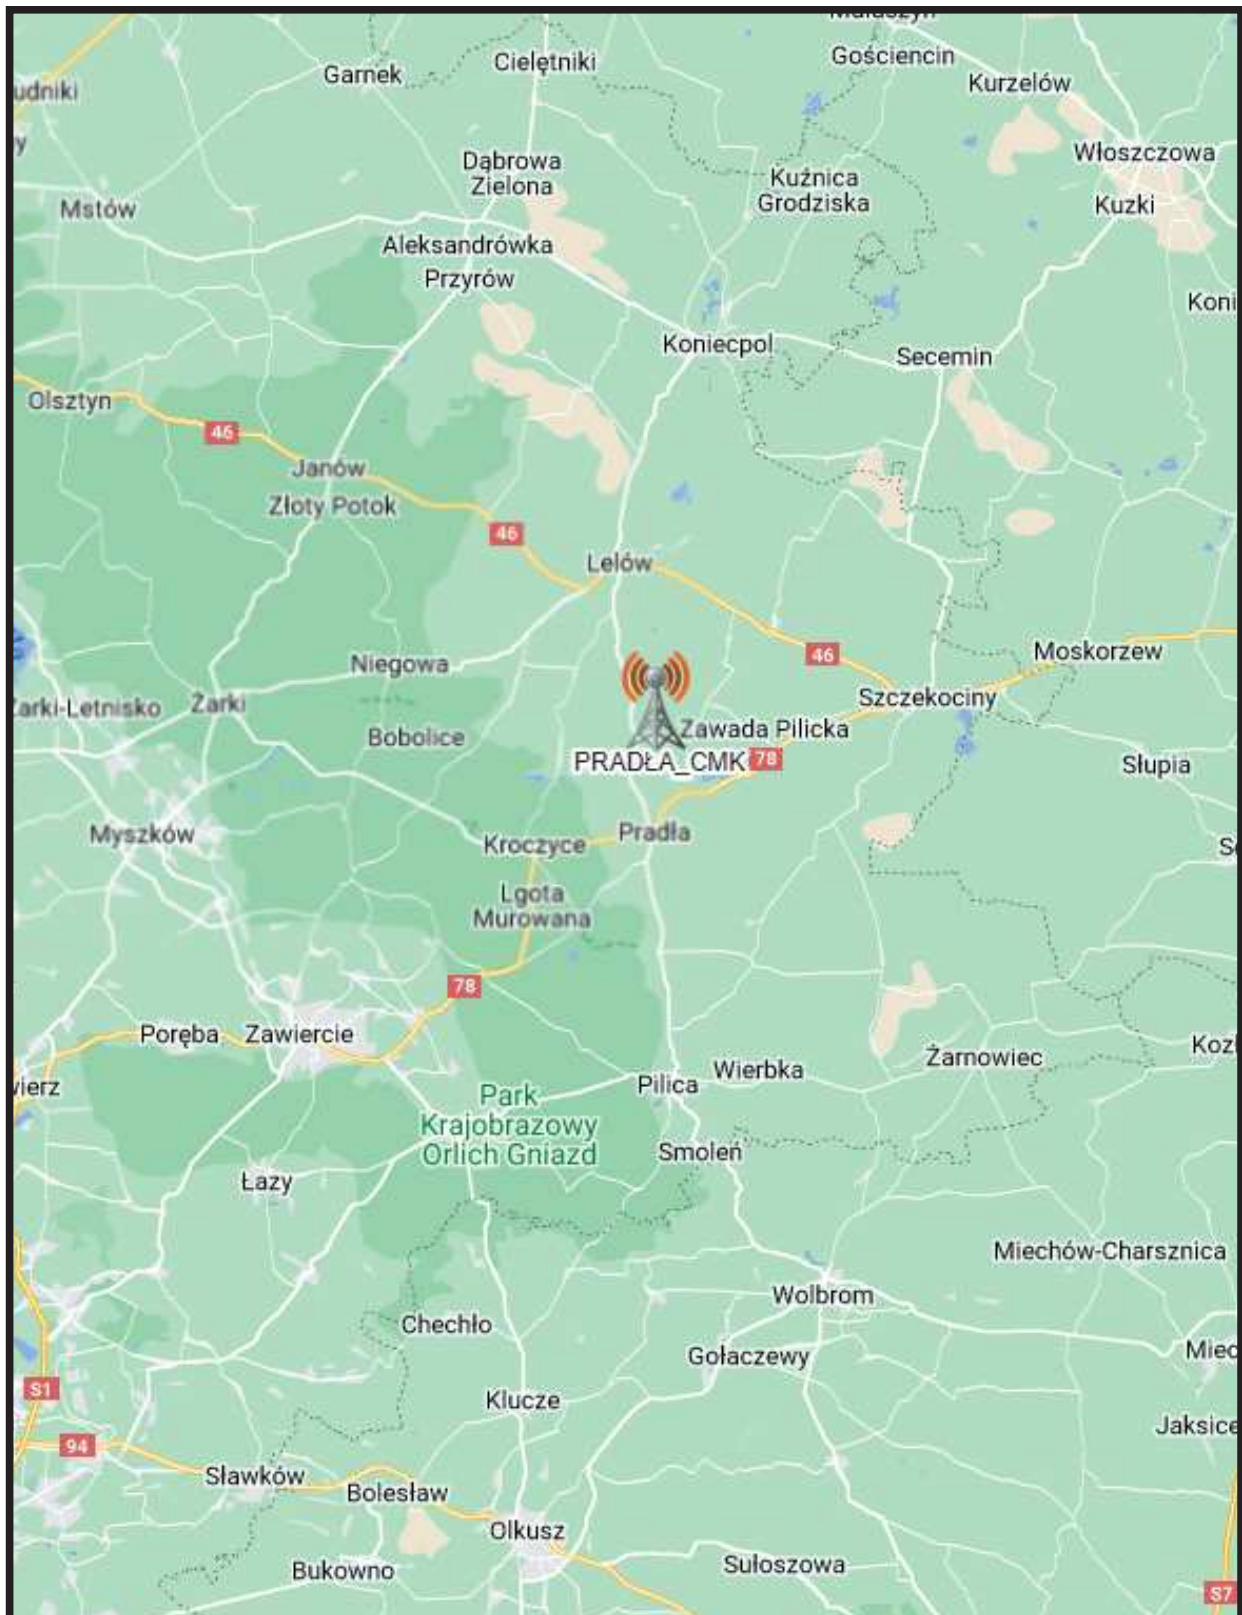 Gościencin
Cielętniki
Garnek
Kurzelów
udniki
y
Włoszczowa
Dąbrowa
Zielona
Kuźnica
Grodziska
Kuzki
Mstów
Aleksandrówka
Przyrów
Koni
Koniecpol
Secemin
Olsztyn
46
Janów
Złoty Potok
46
Lelów
Moskorzew
46
Niegowa
Szczekociny
Żarki
Żarki-Letnisko
Zawada Pilicka
Bobolice
PRADŁA_CMK
78
Słupia
Myszków
Pradła
Kroczyce
Lgota
Murowana
78
Poręba
Zawiercie
Kozł
Żarnowiec
Wierbka
Pilica
wierz
Park
Krajobrazowy
Orlich Gniazd
Smoleń
Łazy
Miechów-Charsznica
Wolbrom
Chechło
Gołaczewy
Miec
S1
Klucze
Jaksice
94
Sławków
Bolesław
Olkusz
Sułoszowa
Bukowno
S7